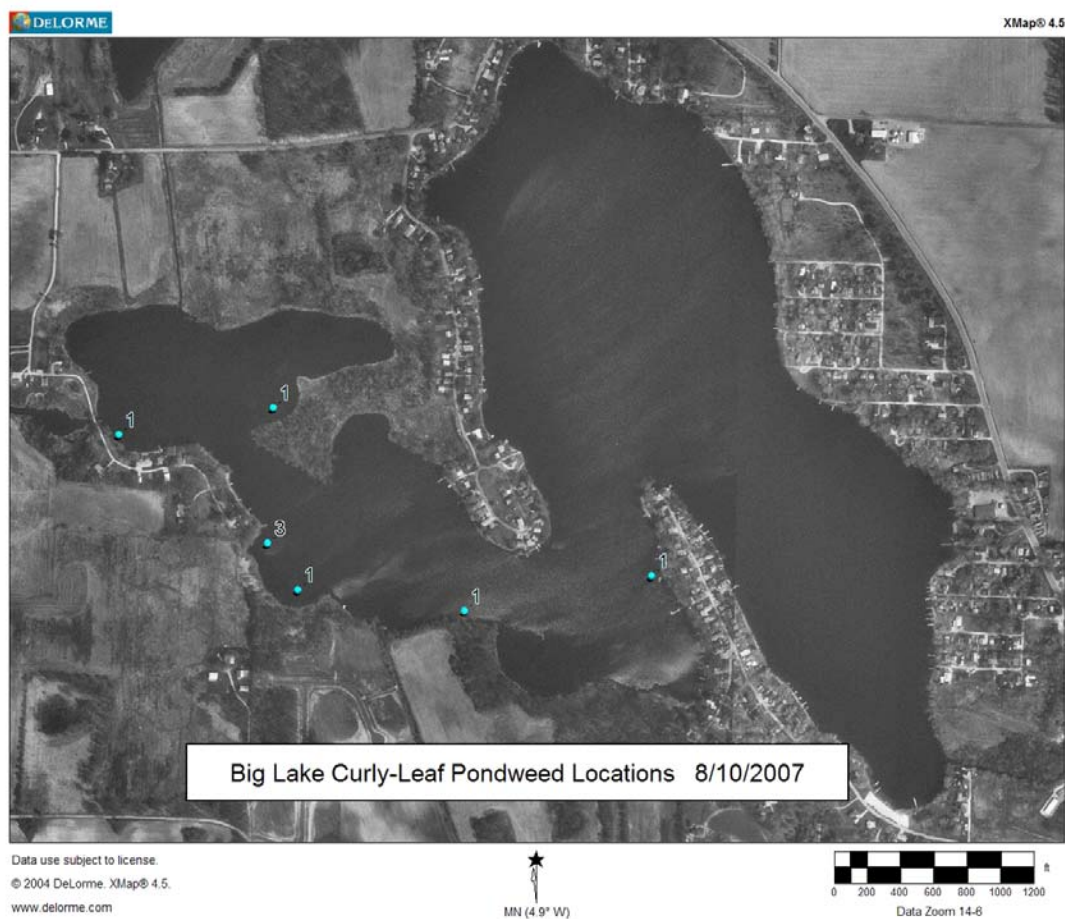 DELORME
XMap® 4.5
1
1
3
1
1
1
Big Lake Curly-Leaf Pondweed Locations 8/10/2007
Data use subject to license.
© 2004 DeLorme. XMap® 4.5.
www.delorme.com
MN (4.9° W)
ft
0 200 400 600 800 1000 1200
Data Zoom 14-6